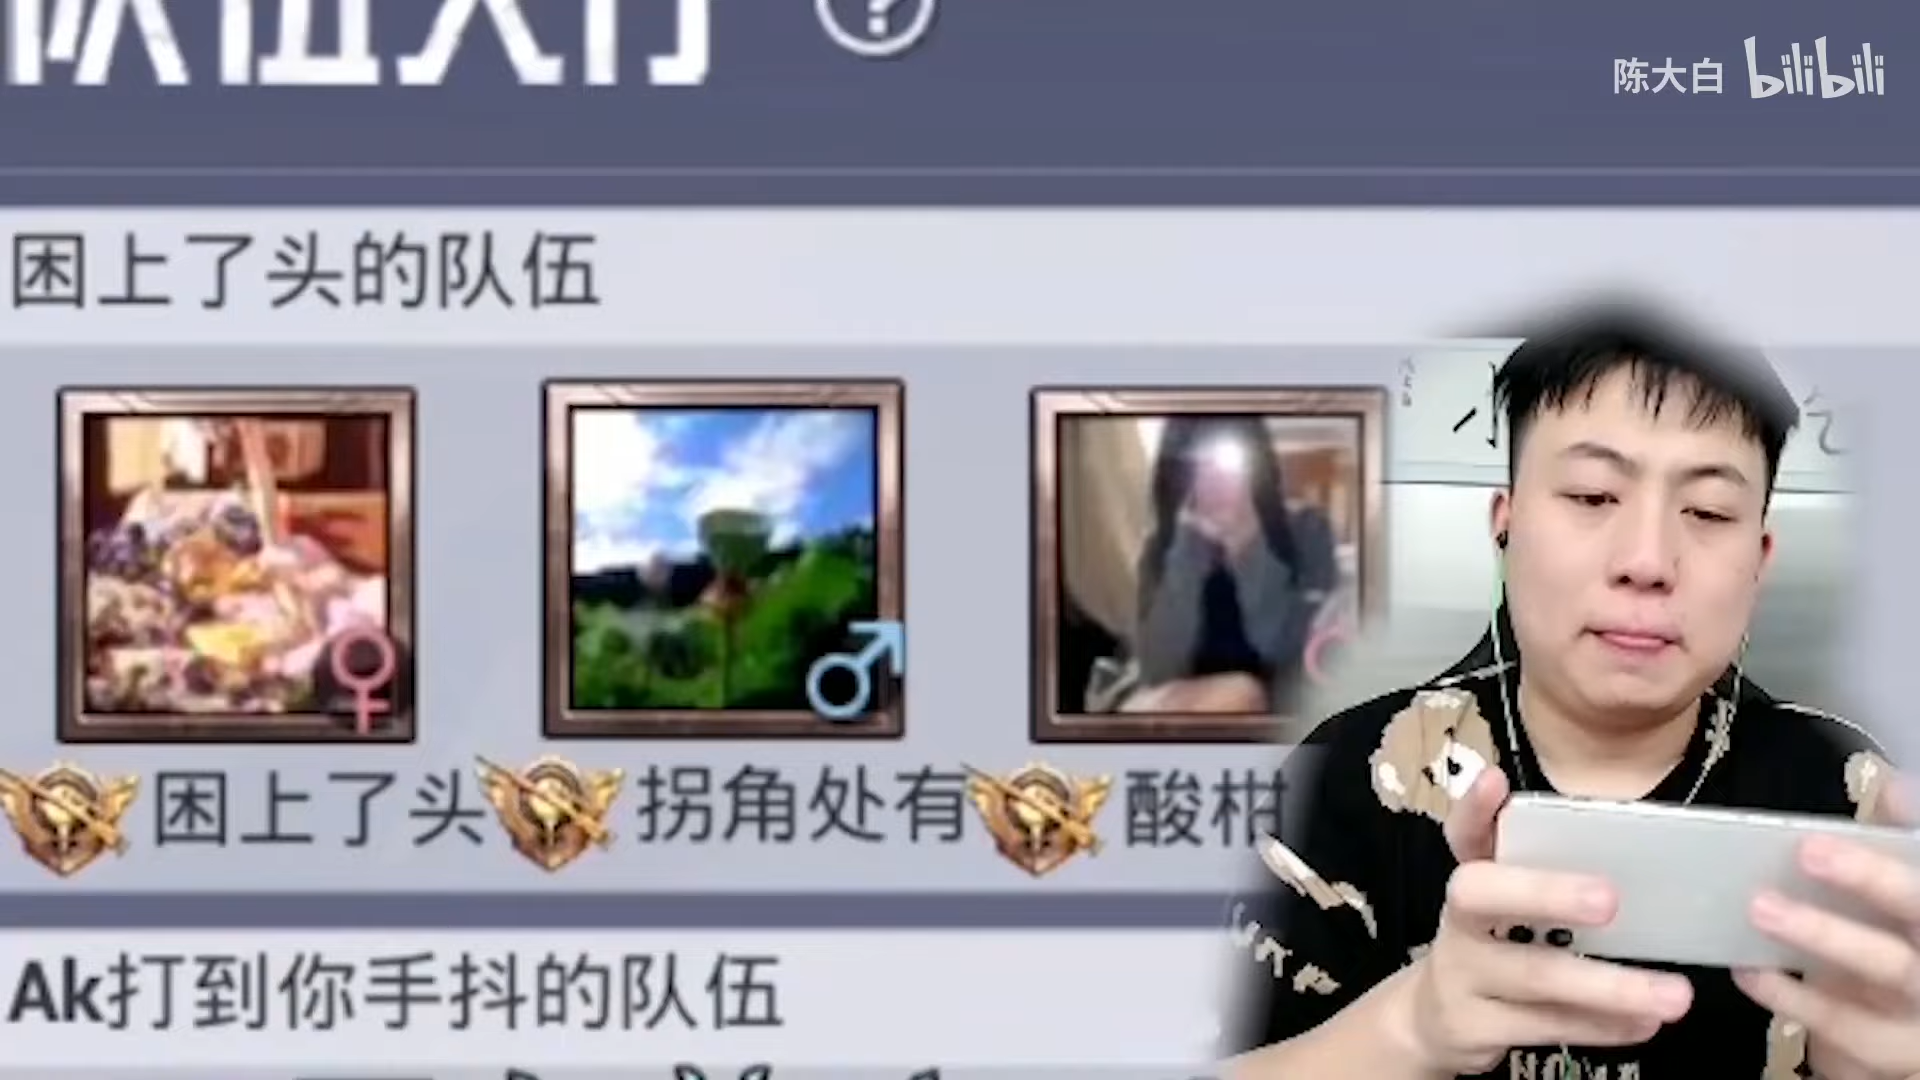 队伍大厅 ?
陈大白 bilibili
困上了头的队伍
困上了头
拐角处有
酸柑
Ak打到你手抖的队伍